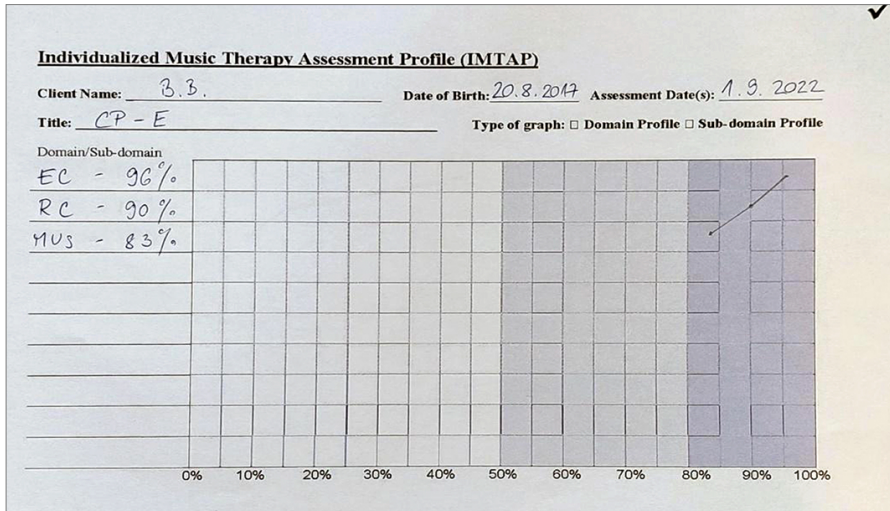 Individualized Music Therapy Assessment Profile (IMTAP)
Client Name: B.B. Date of Birth: 20.8.2017 Assessment Date(s): 1.9.2022
Title: CP - E Type of graph: □ Domain Profile □ Sub-domain Profile
Domain/Sub-domain
EC - 96%
RC - 90%
MUS - 83%
0% 10% 20% 30% 40% 50% 60% 70% 80% 90% 100%